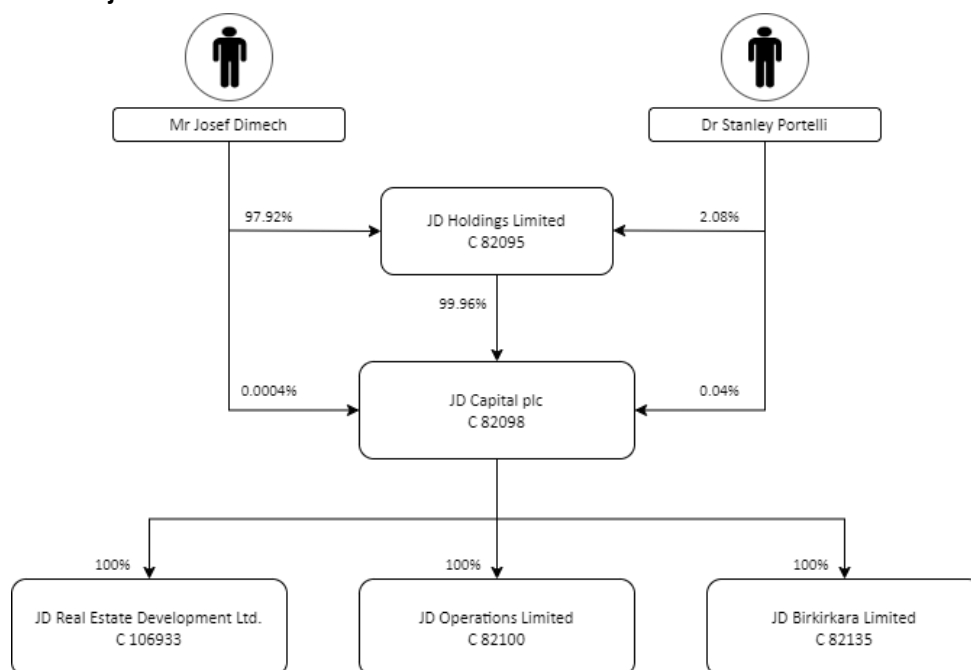 Mr Josef Dimech
Dr Stanley Portelli
97.92%
JD Holdings Limited
C 82095
2.08%
99.96%
0.0004%
JD Capital plc
C 82098
0.04%
100%
100%
100%
JD Real Estate Development Ltd.
C 106933
JD Operations Limited
C 82100
JD Birkirkara Limited
C 82135